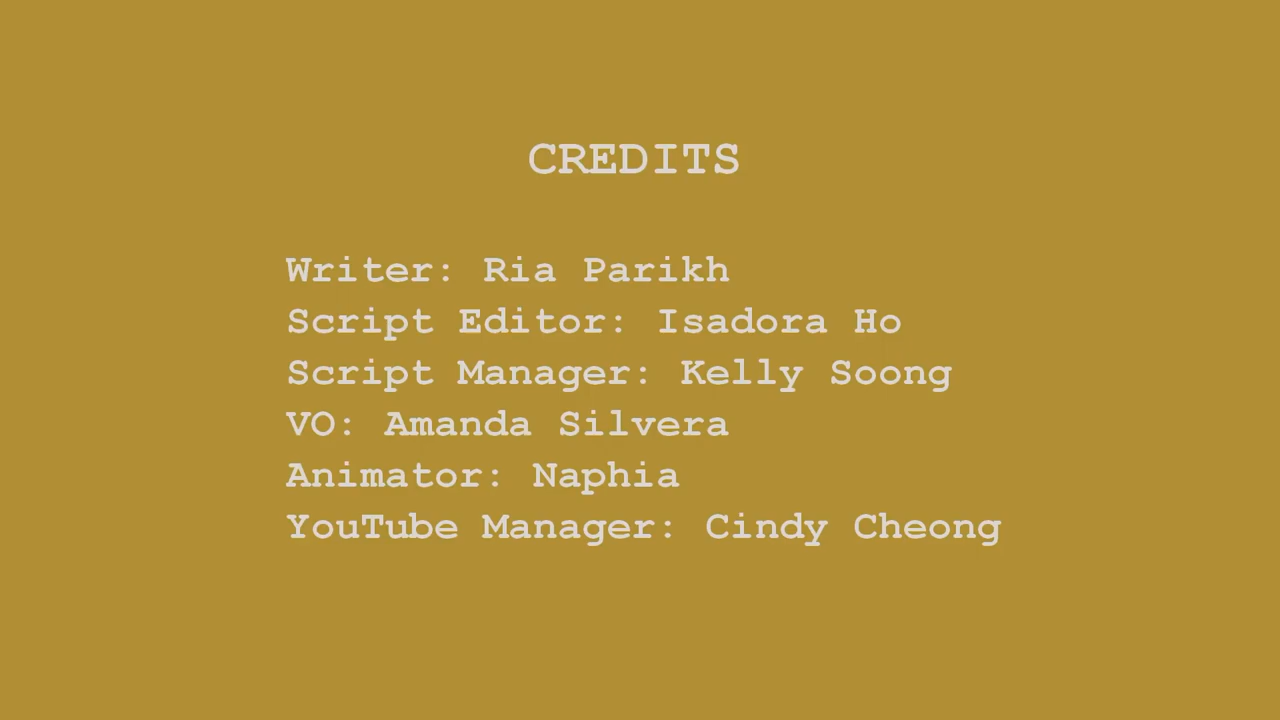 CREDITS
Writer: Ria Parikh
Script Editor: Isadora Ho
Script Manager: Kelly Soong
VO: Amanda Silvera
Animator: Naphia
YouTube Manager: Cindy Cheong